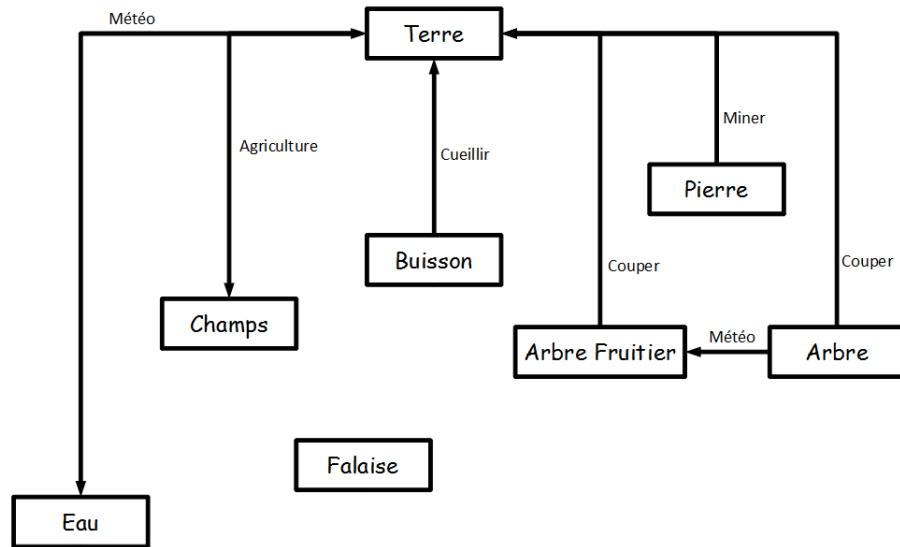 Météo
Terre
Agriculture
Cueillir
Miner
Pierre
Buisson
Couper
Couper
Champs
Arbre Fruitier
Météo
Arbre
Falaise
Eau